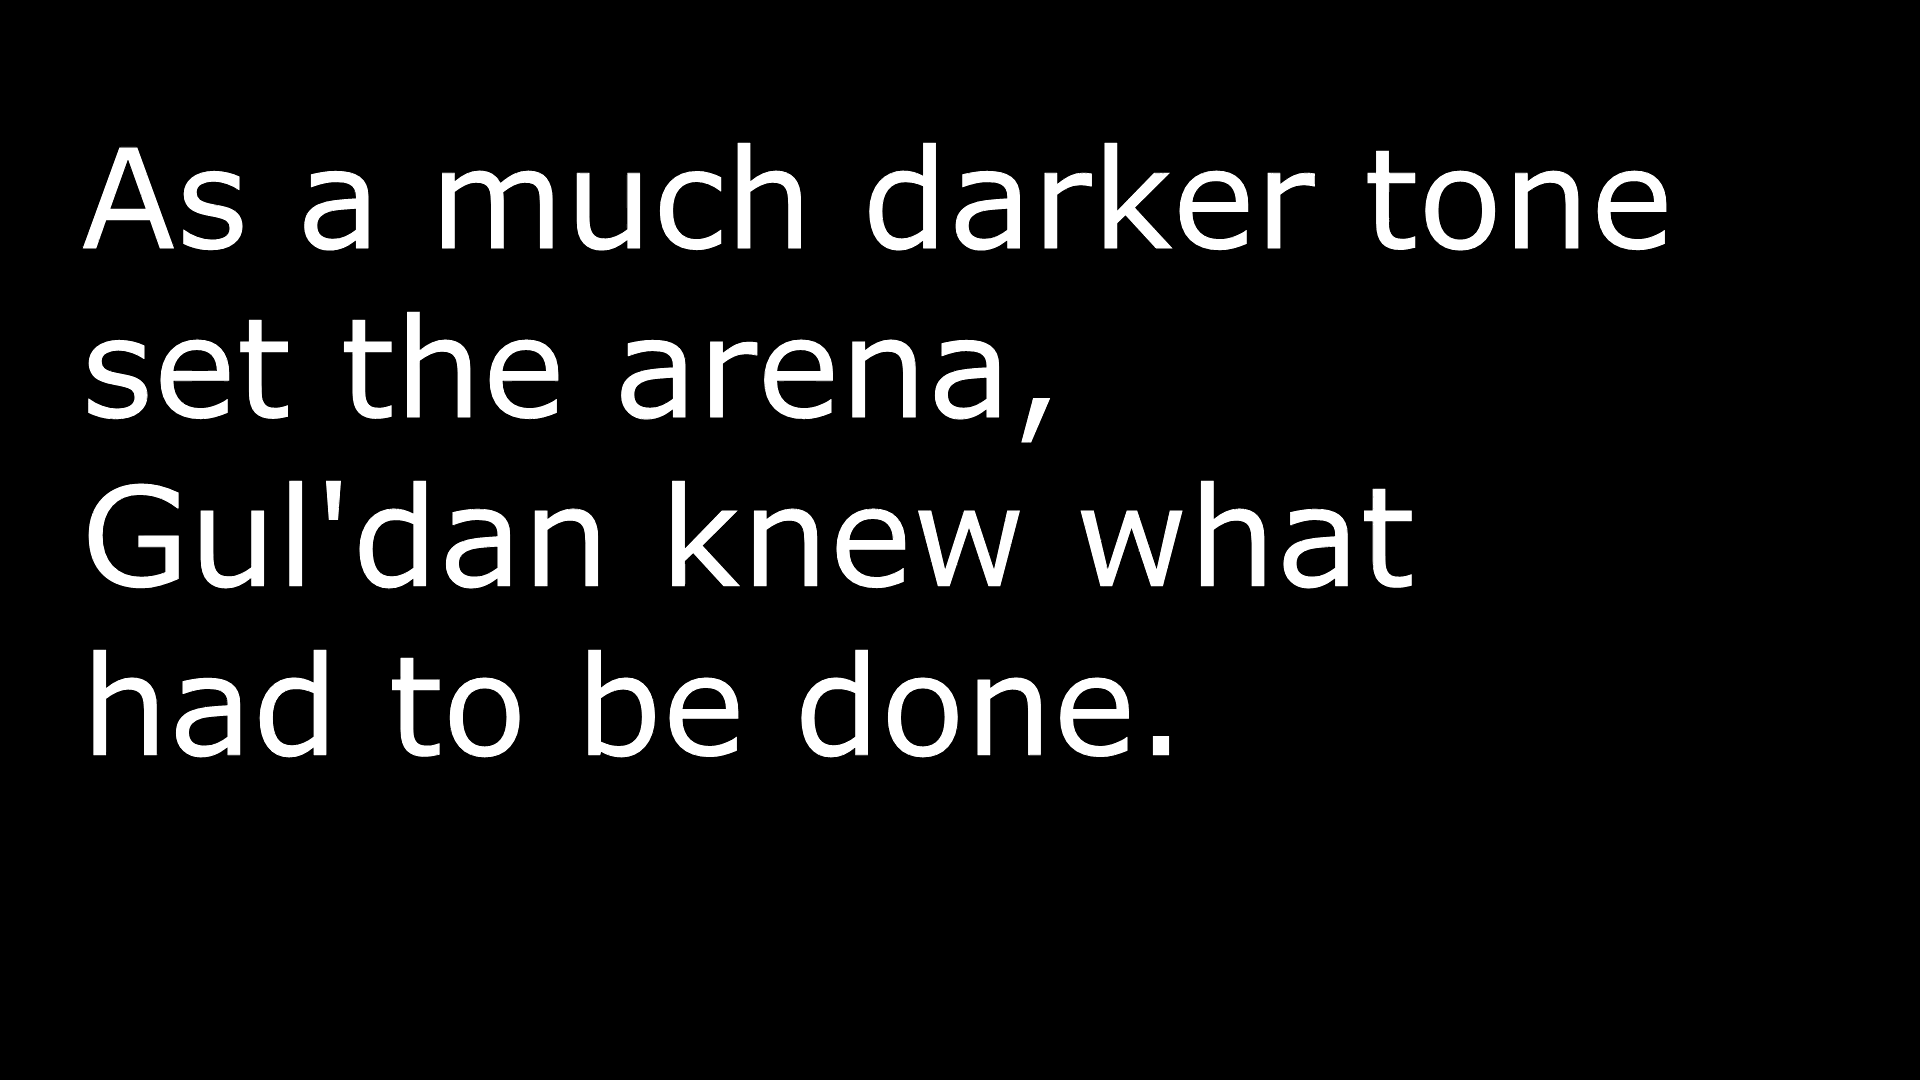 As a much darker tone
set the arena,
Gul'dan knew what
had to be done.